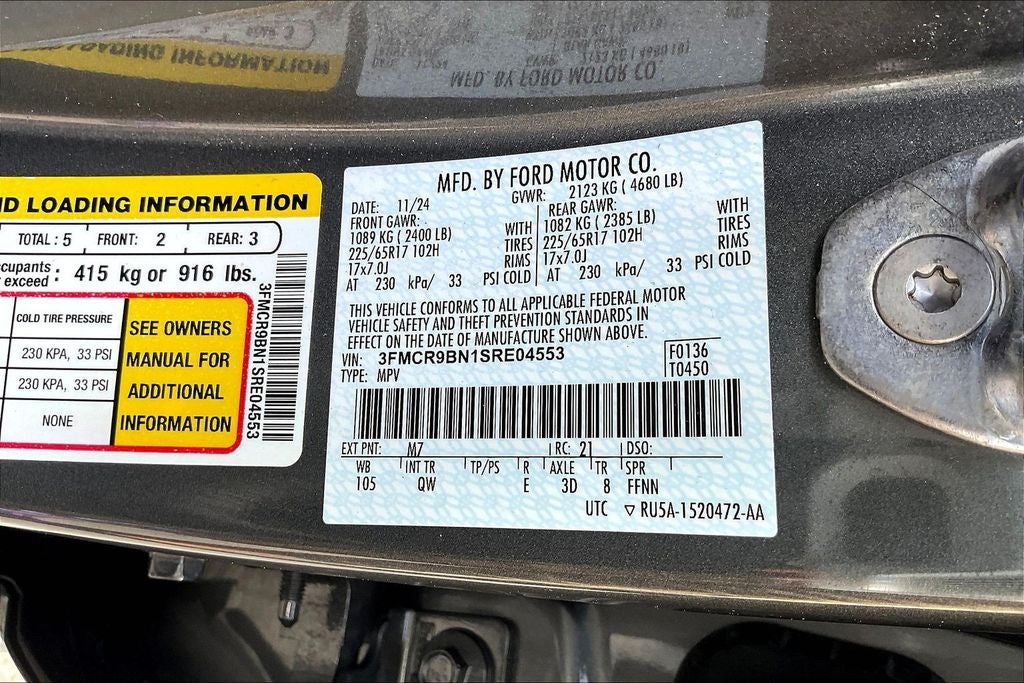 ND LOADING INFORMATION
TOTAL: 5 FRONT: 2 REAR: 3
cupants
exceed : 415 kg or 916 lbs.
COLD TIRE PRESSURE
230 KPA, 33 PSI
230 KPA, 33 PSI
NONE
SEE OWNERS
MANUAL FOR
ADDITIONAL
INFORMATION
3FMCR9BN1SRE04553
MFD. BY FORD MOTOR CO.
DATE: 11/24 GVWR: 2123 KG ( 4680 LB)
FRONT GAWR:
1089 KG ( 2400 LB) WITH
225/65R17 102H TIRES
17x7.0J RIMS
AT 230 kPa/ 33 PSI COLD
REAR GAWR:
1082 KG ( 2385 LB) WITH
225/65R17 102H TIRES
17x7.0J RIMS
AT 230 kPa/ 33 PSI COLD
THIS VEHICLE CONFORMS TO ALL APPLICABLE FEDERAL MOTOR
VEHICLE SAFETY AND THEFT PREVENTION STANDARDS IN
EFFECT ON THE DATE OF MANUFACTURE SHOWN ABOVE.
VIN: 3FMCR9BN1SRE04553
TYPE: MPV
F0136
T0450
EXT PNT: M7 RC: 21 DSO:
WB INT TR TP/PS R AXLE TR SPR
105 QW E 3D 8 FFNN
UTC ▽ RU5A-1520472-AA